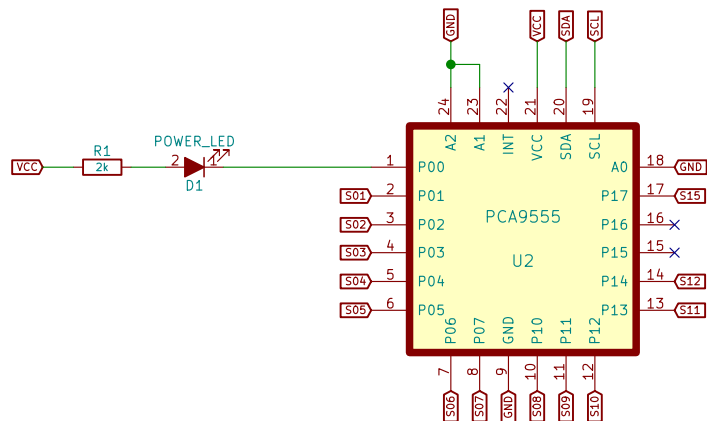 GND
VCC
SDA
SCL
24
23
22
21
20
19
A2
A1
INT
VCC
SDA
SCL
R1
POWER_LED
VCC
2k
2
1
D1
1
P00
A0
18
GND
S01
2
P01
P17
17
S15
S02
3
P02
PCA9555
P16
16
S03
4
P03
U2
P15
15
S04
5
P04
P14
14
S12
S05
6
P05
P13
13
S11
P06
P07
GND
P10
P11
P12
7
8
9
10
11
12
S06
S07
GND
S08
S09
S10